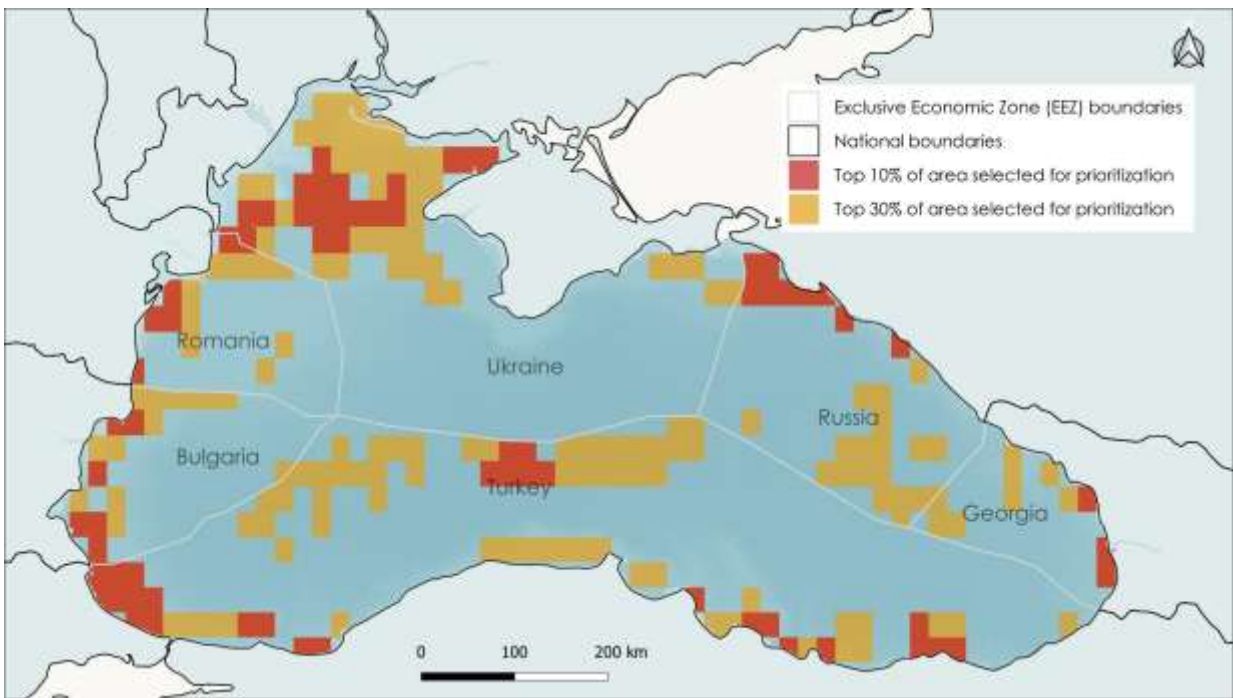 Exclusive Economic Zone (EEZ) boundaries
National boundaries
Top 10% of area selected for prioritization
Top 30% of area selected for prioritization
Romania
Ukraine
Russia
Bulgaria
Turkey
Georgia
0 100 200 km